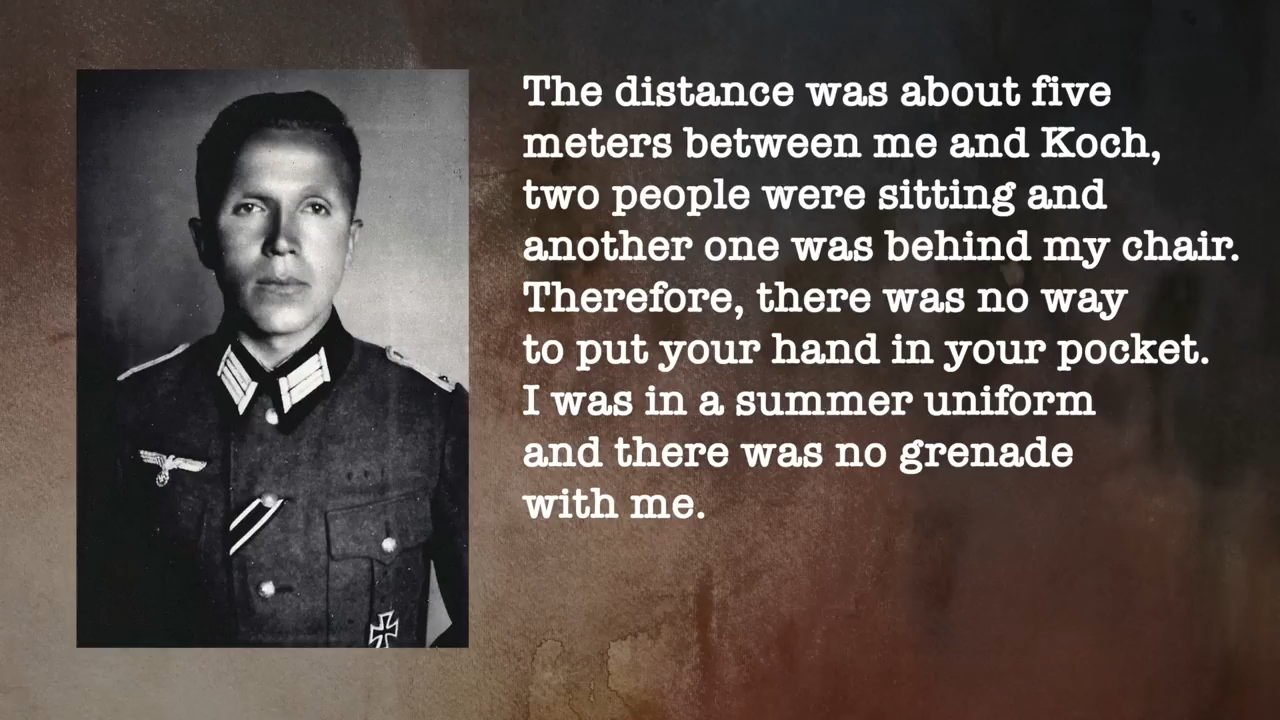 The distance was about five
meters between me and Koch,
two people were sitting and
another one was behind my chair.
Therefore, there was no way
to put your hand in your pocket.
I was in a summer uniform
and there was no grenade
with me.